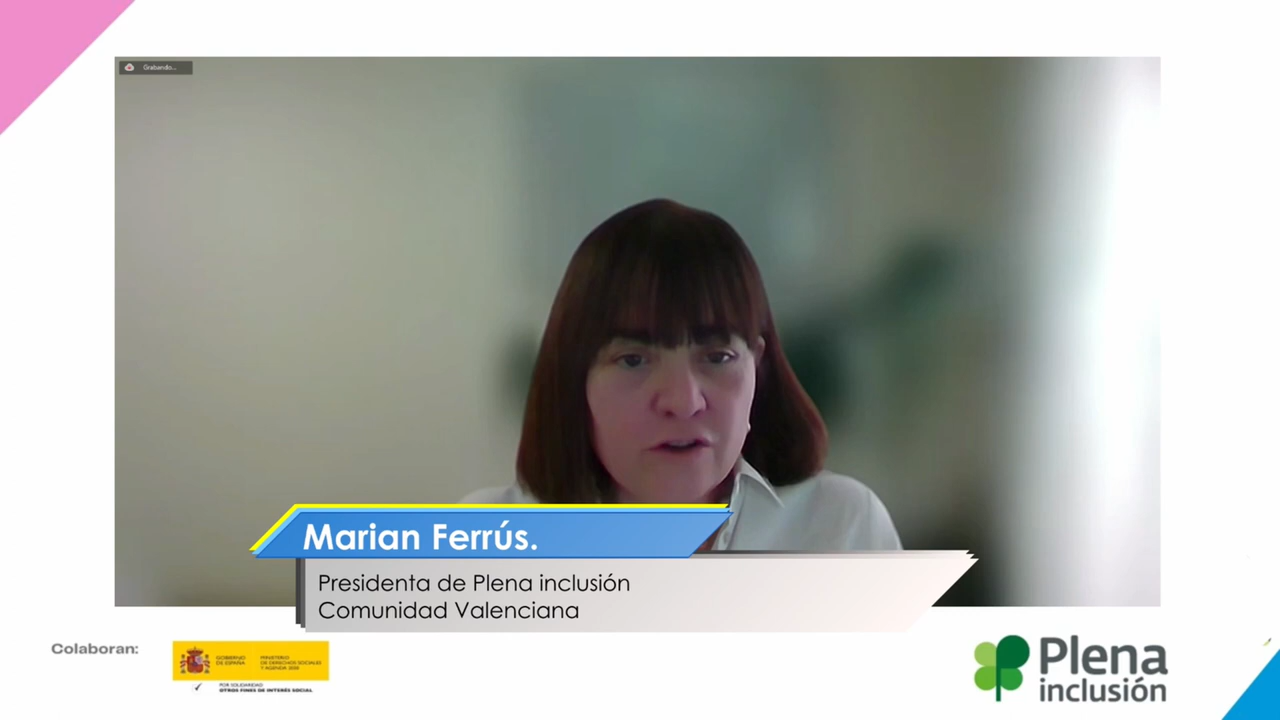 Grabando...
Marian Ferrús.
Presidenta de Plena inclusión
Comunidad Valenciana
Colaboran:
GOBIERNO
DE ESPAÑA
MINISTERIO
DE DERECHOS SOCIALES
Y AGENDA 2030
POR SOLIDARIDAD
OTROS FINES DE INTERÉS SOCIAL
Plena
inclusión